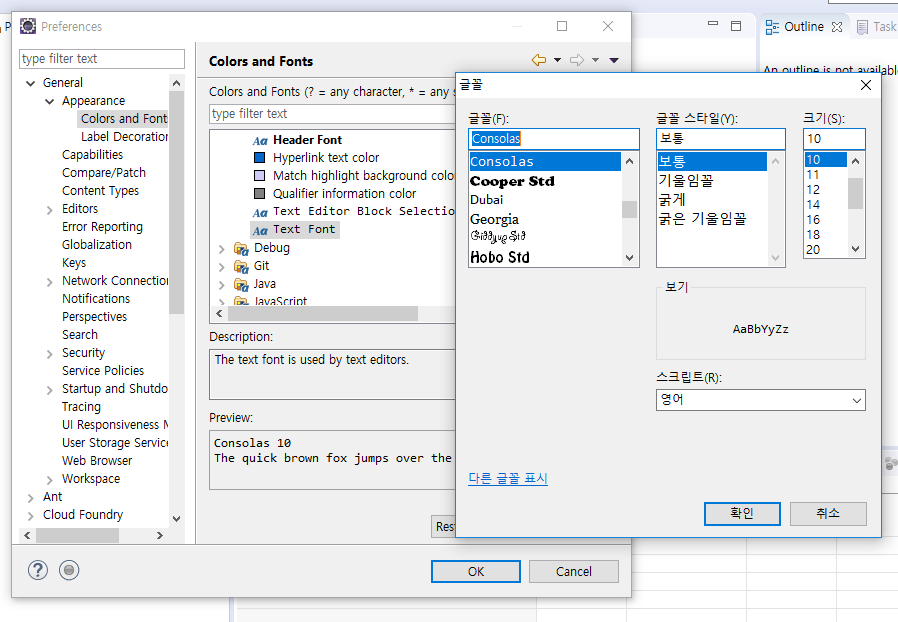 P
Preferences
type filter text
General
Appearance
Colors and Font
Label Decoration
Capabilities
Compare/Patch
Content Types
Editors
Error Reporting
Globalization
Keys
Network Connection
Notifications
Perspectives
Search
Security
Service Policies
Startup and Shutdo
Tracing
UI Responsiveness M
User Storage Service
Web Browser
Workspace
Ant
Cloud Foundry
Colors and Fonts
Colors and Fonts (? = any character, * = any s
type filter text
Header Font
Hyperlink text color
Match highlight background colo
Qualifier information color
Text Editor Block Selectio
Text Font
Debug
Git
Java
JavaScript
Description:
The text font is used by text editors.
Preview:
Consolas 10
The quick brown fox jumps over the
Res
OK
Cancel
Outline
Task
An outline is not available
글꼴
글꼴(F):
Consolas
Consolas
Cooper Std
Dubai
Georgia
Giddyup Std
Hobo Std
글꼴 스타일(Y):
보통
보통
기울임꼴
굵게
굵은 기울임꼴
크기(S):
10
10
11
12
14
16
18
20
보기
AaBbYyZz
스크립트(R):
영어
다른 글꼴 표시
확인
취소